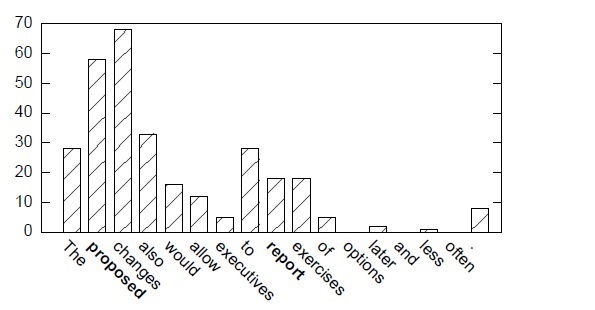 70
60
50
40
30
20
10
0
The
proposed
changes
also
would
allow
executives
to
report
exercises
of
options
later
and
less
often
.